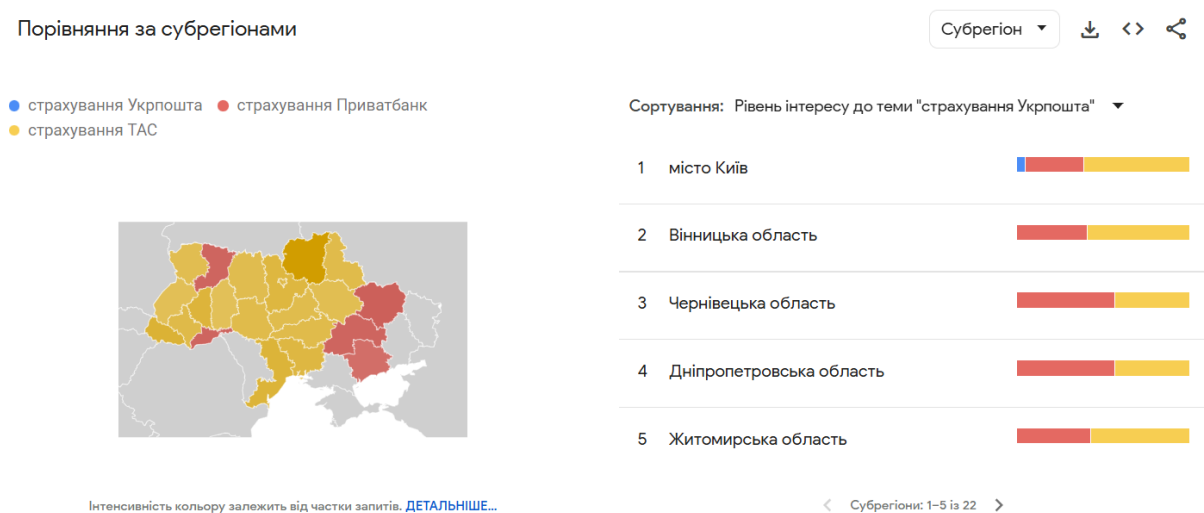 Порівняння за субрегіонами
Субрегіон
страхування Укрпошта
страхування Приватбанк
страхування ТАС
Сортування: Рівень інтересу до теми "страхування Укрпошта"
1 місто Київ
2 Вінницька область
3 Чернівецька область
4 Дніпропетровська область
5 Житомирська область
Інтенсивність кольору залежить від частки запитів. ДЕТАЛЬНІШЕ...
Субрегіони: 1–5 із 22